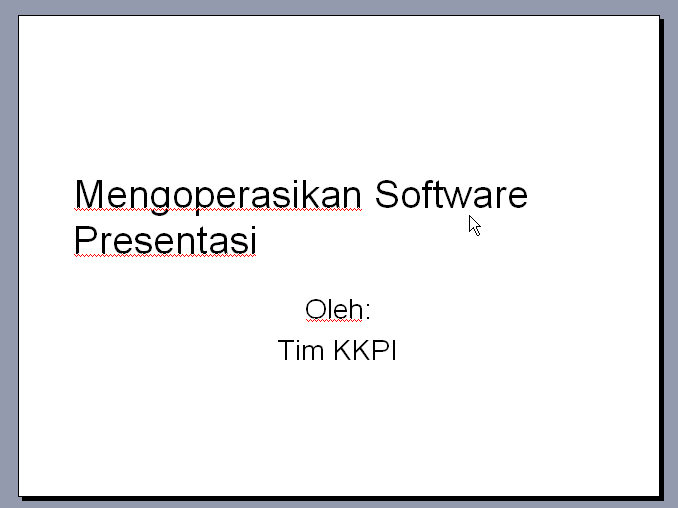 Mengoperasikan Software
Presentasi
Oleh:
Tim KKPI